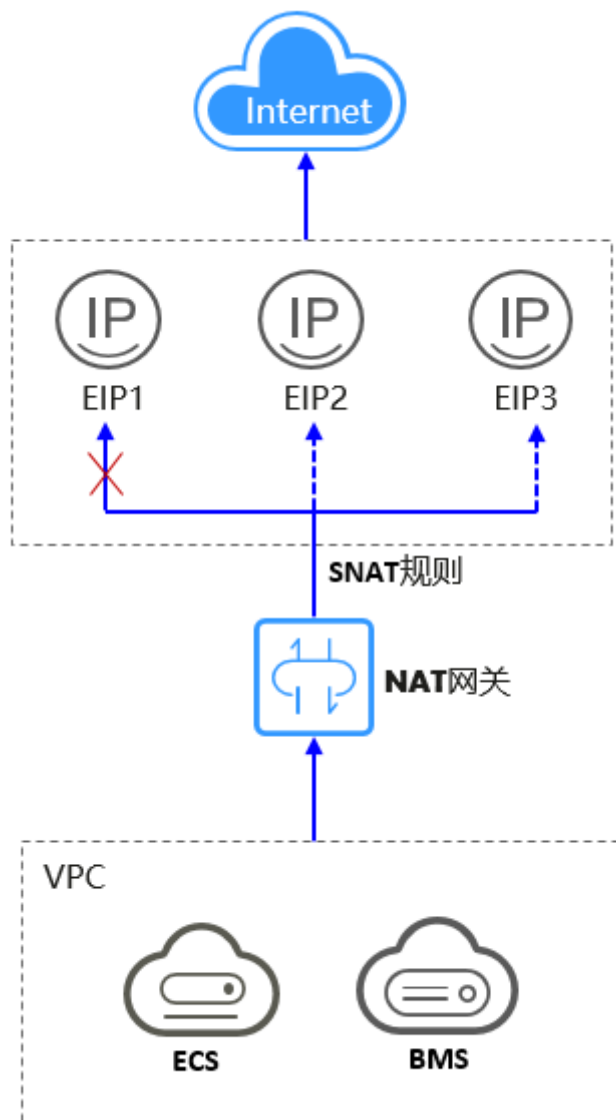 Internet
IP IP IP
EIP1 EIP2 EIP3
SNAT规则
NAT网关
VPC
ECS BMS